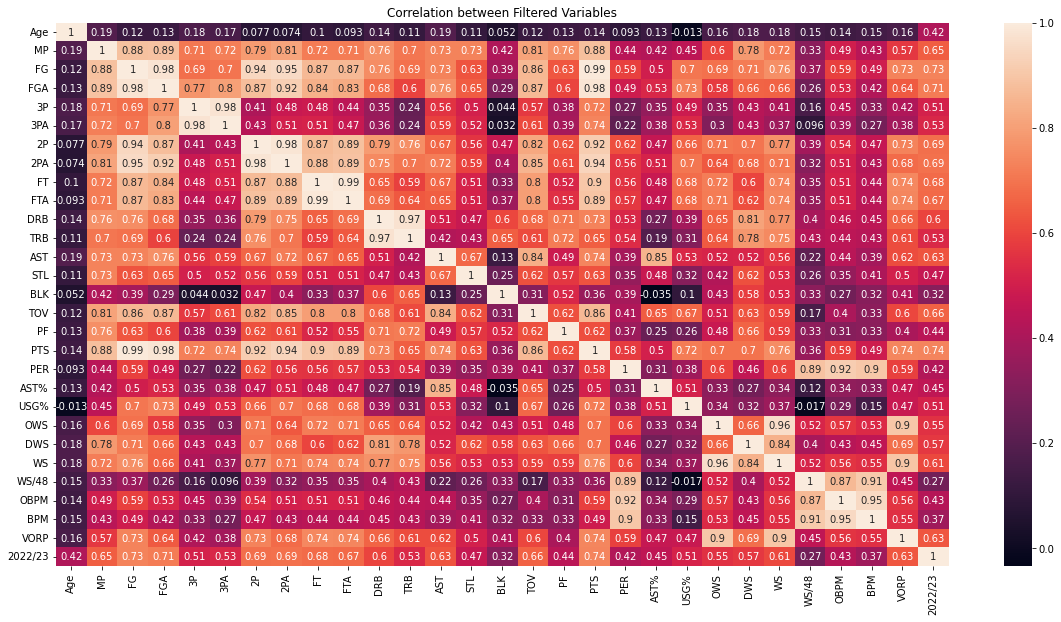 Correlation between Filtered Variables
Age 1 0.19 0.12 0.13 0.18 0.17 0.077 0.074 0.1 0.093 0.14 0.11 0.19 0.11 0.052 0.12 0.13 0.14 0.093 0.13 -0.013 0.16 0.18 0.18 0.15 0.14 0.15 0.16 0.42
MP 0.19 1 0.88 0.89 0.71 0.72 0.79 0.81 0.72 0.71 0.76 0.7 0.73 0.73 0.42 0.81 0.76 0.88 0.44 0.42 0.45 0.6 0.78 0.72 0.33 0.49 0.43 0.57 0.65
FG 0.12 0.88 1 0.98 0.69 0.7 0.94 0.95 0.87 0.87 0.76 0.69 0.73 0.63 0.39 0.86 0.63 0.99 0.59 0.5 0.7 0.69 0.71 0.76 0.37 0.59 0.49 0.73 0.73
FGA 0.13 0.89 0.98 1 0.77 0.8 0.87 0.92 0.84 0.83 0.68 0.6 0.76 0.65 0.29 0.87 0.6 0.98 0.49 0.53 0.73 0.58 0.66 0.66 0.26 0.53 0.42 0.64 0.71
3P 0.18 0.71 0.69 0.77 1 0.98 0.41 0.48 0.48 0.44 0.35 0.24 0.56 0.5 0.044 0.57 0.38 0.72 0.27 0.35 0.49 0.35 0.43 0.41 0.16 0.45 0.33 0.42 0.51
3PA 0.17 0.72 0.7 0.8 0.98 1 0.43 0.51 0.51 0.47 0.36 0.24 0.59 0.52 0.032 0.61 0.39 0.74 0.22 0.38 0.53 0.3 0.43 0.37 0.096 0.39 0.27 0.38 0.53
2P 0.077 0.79 0.94 0.87 0.41 0.43 1 0.98 0.87 0.89 0.79 0.76 0.67 0.56 0.47 0.82 0.62 0.92 0.62 0.47 0.66 0.71 0.7 0.77 0.39 0.54 0.47 0.73 0.69
2PA 0.074 0.81 0.95 0.92 0.48 0.51 0.98 1 0.88 0.89 0.75 0.7 0.72 0.59 0.4 0.85 0.61 0.94 0.56 0.51 0.7 0.64 0.68 0.71 0.32 0.51 0.43 0.68 0.68
FT 0.1 0.72 0.87 0.84 0.48 0.51 0.87 0.88 1 0.99 0.65 0.59 0.67 0.51 0.33 0.8 0.52 0.9 0.56 0.48 0.68 0.72 0.6 0.74 0.35 0.51 0.44 0.74 0.68
FTA 0.093 0.71 0.87 0.83 0.44 0.47 0.89 0.89 0.99 1 0.69 0.64 0.65 0.51 0.37 0.8 0.55 0.89 0.57 0.47 0.68 0.71 0.62 0.74 0.35 0.51 0.44 0.74 0.67
DRB 0.14 0.76 0.76 0.68 0.35 0.36 0.79 0.75 0.65 0.69 1 0.97 0.51 0.47 0.6 0.68 0.71 0.73 0.53 0.27 0.39 0.65 0.81 0.77 0.4 0.46 0.45 0.66 0.6
TRB 0.11 0.7 0.69 0.6 0.24 0.24 0.76 0.7 0.59 0.64 0.97 1 0.42 0.43 0.65 0.61 0.72 0.65 0.54 0.19 0.31 0.64 0.78 0.75 0.43 0.44 0.43 0.61 0.53
AST 0.19 0.73 0.73 0.76 0.56 0.59 0.67 0.72 0.67 0.65 0.51 0.42 1 0.67 0.13 0.84 0.49 0.74 0.39 0.85 0.53 0.52 0.52 0.56 0.22 0.44 0.39 0.62 0.63
STL 0.11 0.73 0.63 0.65 0.5 0.52 0.56 0.59 0.51 0.51 0.47 0.43 0.67 1 0.25 0.62 0.57 0.63 0.35 0.48 0.32 0.42 0.62 0.53 0.26 0.35 0.41 0.5 0.47
BLK 0.052 0.42 0.39 0.29 0.044 0.032 0.47 0.4 0.33 0.37 0.6 0.65 0.13 0.25 1 0.31 0.52 0.36 0.39 -0.035 0.1 0.43 0.58 0.53 0.33 0.27 0.32 0.41 0.32
TOV 0.12 0.81 0.86 0.87 0.57 0.61 0.82 0.85 0.8 0.8 0.68 0.61 0.84 0.62 0.31 1 0.62 0.86 0.41 0.65 0.67 0.51 0.63 0.59 0.17 0.4 0.33 0.6 0.66
PF 0.13 0.76 0.63 0.6 0.38 0.39 0.62 0.61 0.52 0.55 0.71 0.72 0.49 0.57 0.52 0.62 1 0.62 0.37 0.25 0.26 0.48 0.66 0.59 0.33 0.31 0.33 0.4 0.44
PTS 0.14 0.88 0.99 0.98 0.72 0.74 0.92 0.94 0.9 0.89 0.73 0.65 0.74 0.63 0.36 0.86 0.62 1 0.58 0.5 0.72 0.7 0.7 0.76 0.36 0.59 0.49 0.74 0.74
PER 0.093 0.44 0.59 0.49 0.27 0.22 0.62 0.56 0.56 0.57 0.53 0.54 0.39 0.35 0.39 0.41 0.37 0.58 1 0.31 0.38 0.6 0.46 0.6 0.89 0.92 0.9 0.59 0.42
AST% 0.13 0.42 0.5 0.53 0.35 0.38 0.47 0.51 0.48 0.47 0.27 0.19 0.85 0.48 -0.035 0.65 0.25 0.5 0.31 1 0.51 0.33 0.27 0.34 0.12 0.34 0.33 0.47 0.45
USG% -0.013 0.45 0.7 0.73 0.49 0.53 0.66 0.7 0.68 0.68 0.39 0.31 0.53 0.32 0.1 0.67 0.26 0.72 0.38 0.51 1 0.34 0.32 0.37 -0.017 0.29 0.15 0.47 0.51
OWS 0.16 0.6 0.69 0.58 0.35 0.3 0.71 0.64 0.72 0.71 0.65 0.64 0.52 0.42 0.43 0.51 0.48 0.7 0.6 0.33 0.34 1 0.66 0.96 0.52 0.57 0.53 0.9 0.55
DWS 0.18 0.78 0.71 0.66 0.43 0.43 0.7 0.68 0.6 0.62 0.81 0.78 0.52 0.62 0.58 0.63 0.66 0.7 0.46 0.27 0.32 0.66 1 0.84 0.4 0.43 0.45 0.69 0.57
WS 0.18 0.72 0.76 0.66 0.41 0.37 0.77 0.71 0.74 0.74 0.77 0.75 0.56 0.53 0.53 0.59 0.59 0.76 0.6 0.34 0.37 0.96 0.84 1 0.52 0.56 0.55 0.9 0.61
WS/48 0.15 0.33 0.37 0.26 0.16 0.096 0.39 0.32 0.35 0.35 0.4 0.43 0.22 0.26 0.33 0.17 0.33 0.36 0.89 0.12 -0.017 0.52 0.4 0.52 1 0.87 0.91 0.45 0.27
OBPM 0.14 0.49 0.59 0.53 0.45 0.39 0.54 0.51 0.51 0.51 0.46 0.44 0.44 0.35 0.27 0.4 0.31 0.59 0.92 0.34 0.29 0.57 0.43 0.56 0.87 1 0.95 0.56 0.43
BPM 0.15 0.43 0.49 0.42 0.33 0.27 0.47 0.43 0.44 0.44 0.45 0.43 0.39 0.41 0.32 0.33 0.33 0.49 0.9 0.33 0.15 0.53 0.45 0.55 0.91 0.95 1 0.55 0.37
VORP 0.16 0.57 0.73 0.64 0.42 0.38 0.73 0.68 0.74 0.74 0.66 0.61 0.62 0.5 0.41 0.6 0.4 0.74 0.59 0.47 0.47 0.9 0.69 0.9 0.45 0.56 0.55 1 0.63
2022/23 0.42 0.65 0.73 0.71 0.51 0.53 0.69 0.69 0.68 0.67 0.6 0.53 0.63 0.47 0.32 0.66 0.44 0.74 0.42 0.45 0.51 0.55 0.57 0.61 0.27 0.43 0.37 0.63 1
Age MP FG FGA 3P 3PA 2P 2PA FT FTA DRB TRB AST STL BLK TOV PF PTS PER AST% USG% OWS DWS WS WS/48 OBPM BPM VORP 2022/23
1.0
0.8
0.6
0.4
0.2
0.0